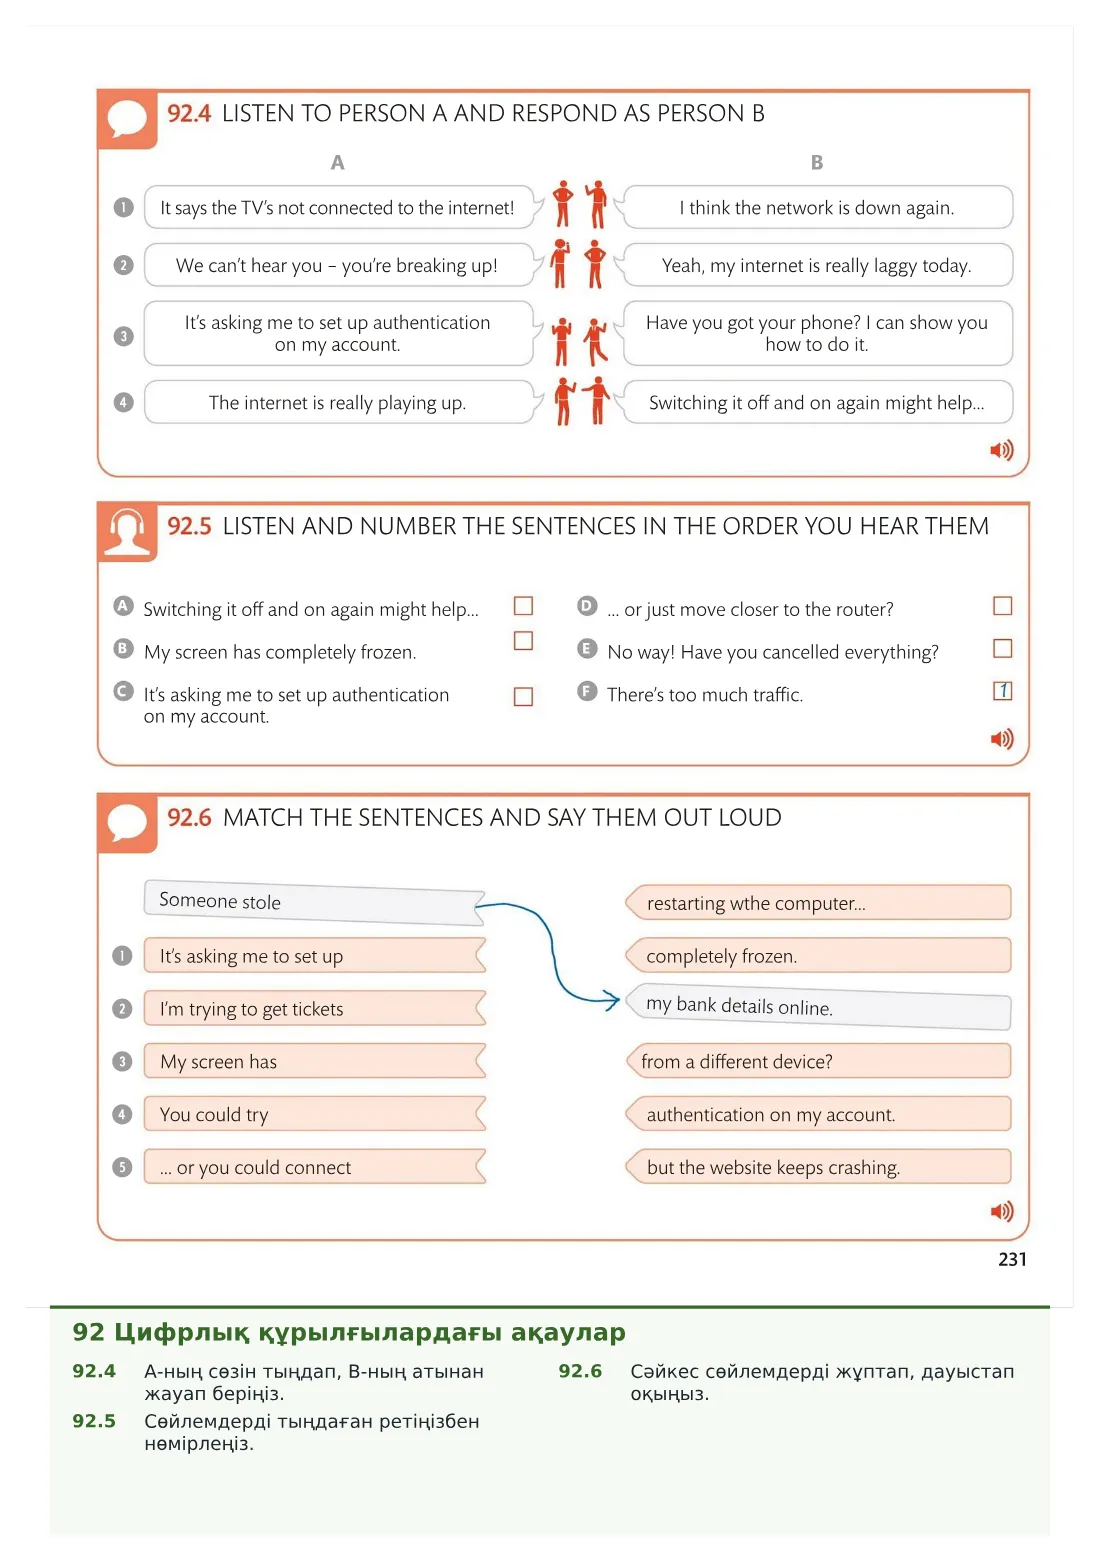 92.4 LISTEN TO PERSON A AND RESPOND AS PERSON B
A
B
1 It says the TV's not connected to the internet!
I think the network is down again.
2 We can't hear you – you're breaking up!
Yeah, my internet is really laggy today.
3 It's asking me to set up authentication
on my account.
Have you got your phone? I can show you
how to do it.
4 The internet is really playing up.
Switching it off and on again might help...
92.5 LISTEN AND NUMBER THE SENTENCES IN THE ORDER YOU HEAR THEM
A Switching it off and on again might help...
B My screen has completely frozen.
C It's asking me to set up authentication
on my account.
D ... or just move closer to the router?
E No way! Have you cancelled everything?
F There's too much traffic. 1
92.6 MATCH THE SENTENCES AND SAY THEM OUT LOUD
Someone stole
restarting wthe computer...
1 It's asking me to set up
completely frozen.
2 I'm trying to get tickets
my bank details online.
3 My screen has
from a different device?
4 You could try
authentication on my account.
5 ... or you could connect
but the website keeps crashing.
231
92 Цифрлық құрылғылардағы ақаулар
92.4 А-ның сөзін тыңдап, В-ның атынан
жауап беріңіз.
92.5 Сөйлемдерді тыңдаған ретіңізбен
нөмірлеңіз.
92.6 Сәйкес сөйлемдерді жұптап, дауыстап
оқыңыз.